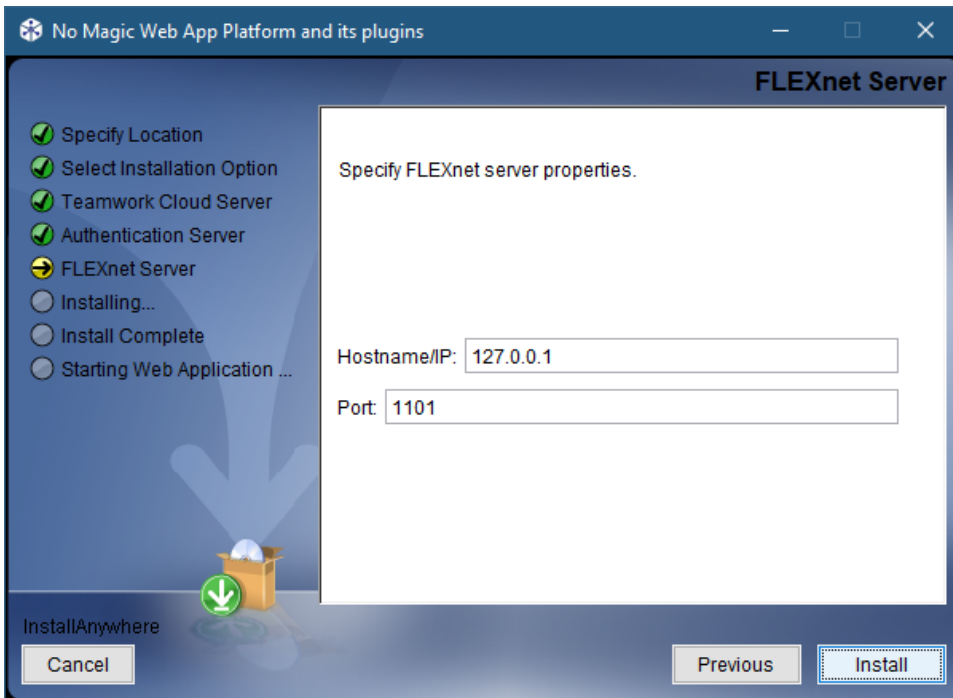 No Magic Web App Platform and its plugins
FLEXnet Server
Specify Location
Select Installation Option
Teamwork Cloud Server
Authentication Server
FLEXnet Server
Installing...
Install Complete
Starting Web Application ...
Specify FLEXnet server properties.
Hostname/IP: 127.0.0.1
Port: 1101
InstallAnywhere
Cancel
Previous
Install